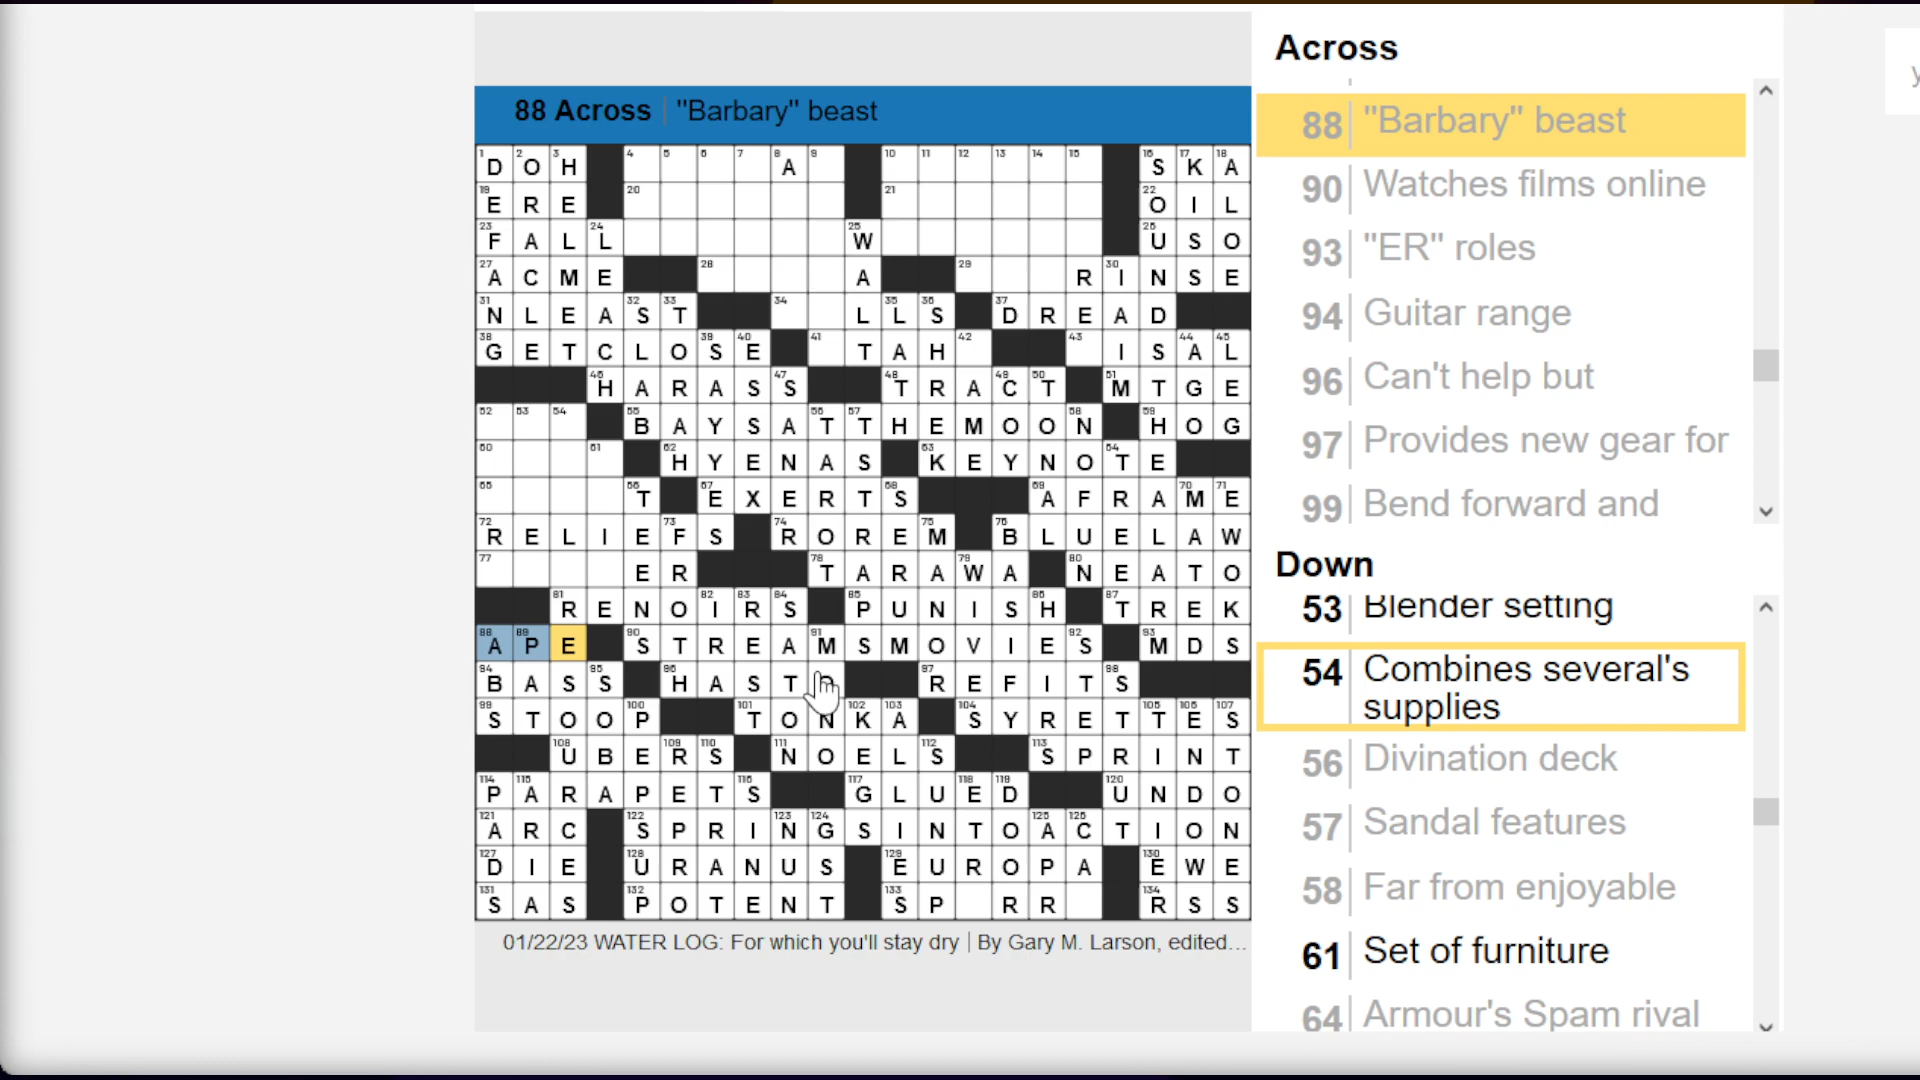 Across
88 Across | "Barbary" beast
88 "Barbary" beast
90 Watches films online
93 "ER" roles
94 Guitar range
96 Can't help but
97 Provides new gear for
99 Bend forward and
Down
53 Blender setting
54 Combines several's
supplies
56 Divination deck
57 Sandal features
58 Far from enjoyable
61 Set of furniture
64 Armour's Spam rival
D O H A S K A
E R E O I L
F A L L W U S O
A C M E A R I N S E
N L E A S T L L S D R E A D
G E T C L O S E T A H I S A L
H A R A S S T R A C T M T G E
B A Y S A T T H E M O O N H O G
H Y E N A S K E Y N O T E
T E X E R T S A F R A M E
R E L I E F S R O R E M B L U E L A W
E R T A R A W A N E A T O
R E N O I R S P U N I S H T R E K
A P E S T R E A M S M O V I E S M D S
B A S S H A S T R E F I T S
S T O O P T O N K A S Y R E T T E S
U B E R S N O E L S S P R I N T
P A R A P E T S G L U E D U N D O
A R C S P R I N G S I N T O A C T I O N
D I E U R A N U S E U R O P A E W E
S A S P O T E N T S P R R R S S
01/22/23 WATER LOG: For which you'll stay dry | By Gary M. Larson, edited...